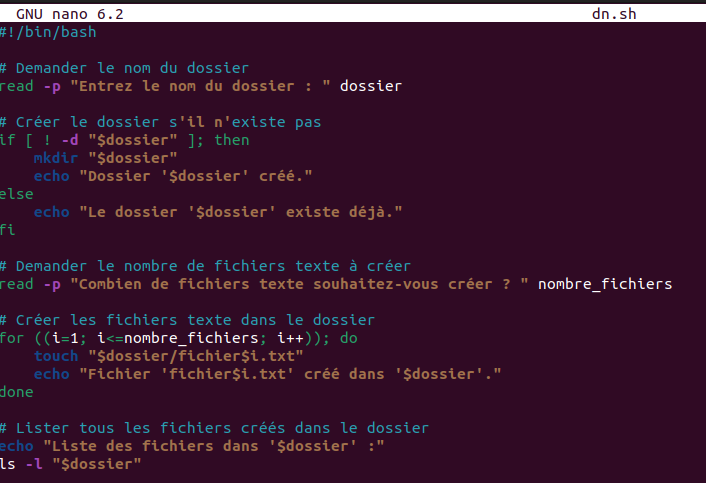 GNU nano 6.2 dn.sh
#!/bin/bash
# Demander le nom du dossier
read -p "Entrez le nom du dossier : " dossier
# Créer le dossier s'il n'existe pas
if [ ! -d "$dossier" ]; then
mkdir "$dossier"
echo "Dossier '$dossier' créé."
else
echo "Le dossier '$dossier' existe déjà."
fi
# Demander le nombre de fichiers texte à créer
read -p "Combien de fichiers texte souhaitez-vous créer ? " nombre_fichiers
# Créer les fichiers texte dans le dossier
for ((i=1; i<=nombre_fichiers; i++)); do
touch "$dossier/fichier$i.txt"
echo "Fichier 'fichier$i.txt' créé dans '$dossier'."
done
# Lister tous les fichiers créés dans le dossier
echo "Liste des fichiers dans '$dossier' :"
ls -l "$dossier"